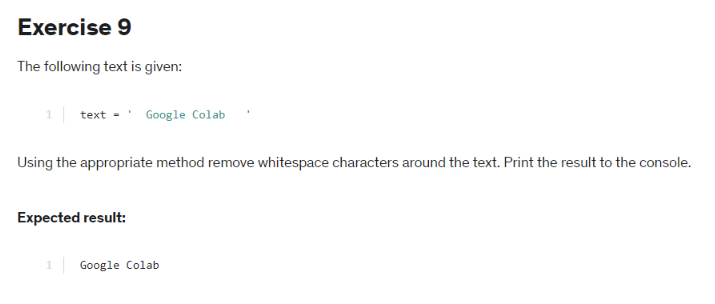 Exercise 9
The following text is given:
1 text = '  Google Colab   '
Using the appropriate method remove whitespace characters around the text. Print the result to the console.
Expected result:
1 Google Colab